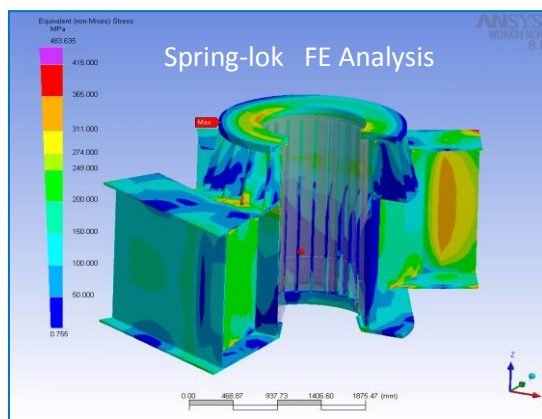 Equivalent (von-Mises) Stress
MPa
483.635
415.000
365.000
311.000
274.000
249.000
200.000
150.000
100.000
50.000
0.755
Spring-lok FE Analysis
ANSYS
WORKBENCH
8.1
Max
0.00 468.87 937.73 1406.60 1875.47 (mm)
Z